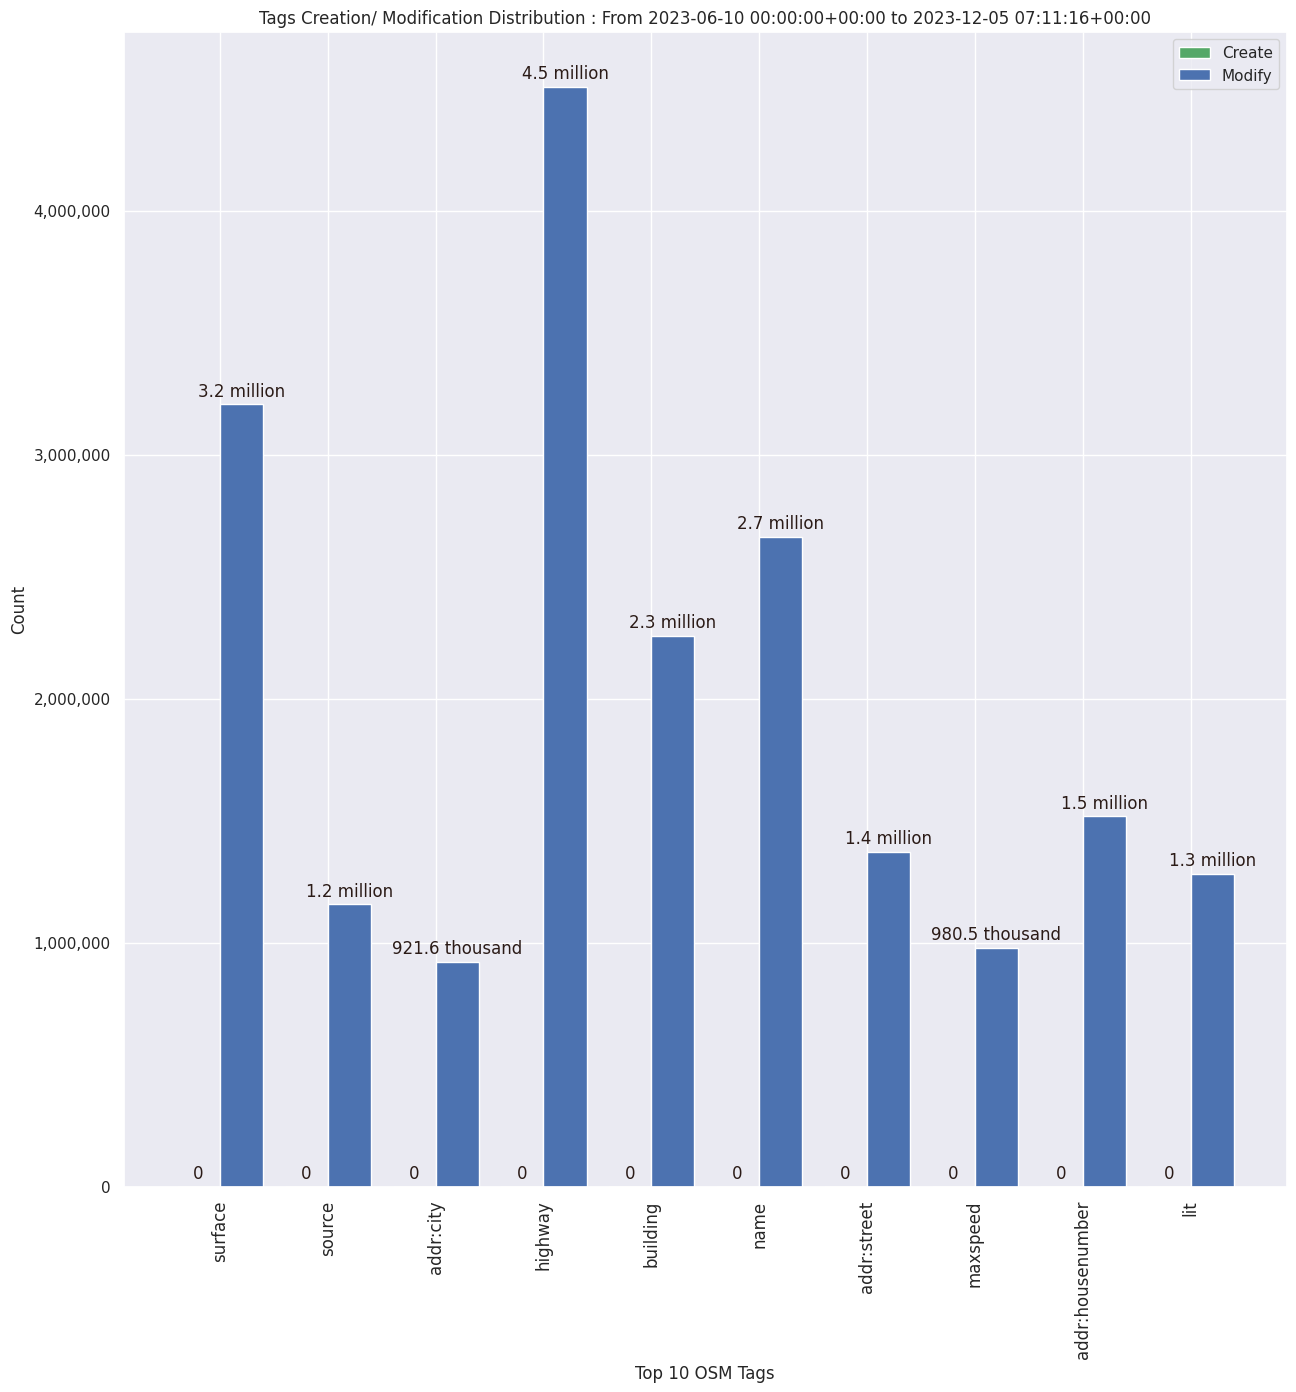 Tags Creation/ Modification Distribution : From 2023-06-10 00:00:00+00:00 to 2023-12-05 07:11:16+00:00
Create
Modify
4.5 million
4,000,000
3.2 million
3,000,000
2.7 million
2.3 million
2,000,000
1.5 million
1.4 million
1.3 million
1.2 million
980.5 thousand
921.6 thousand
1,000,000
0 0 0 0 0 0 0 0 0 0
0
Count
surface
source
addr:city
highway
building
name
addr:street
maxspeed
addr:housenumber
lit
Top 10 OSM Tags